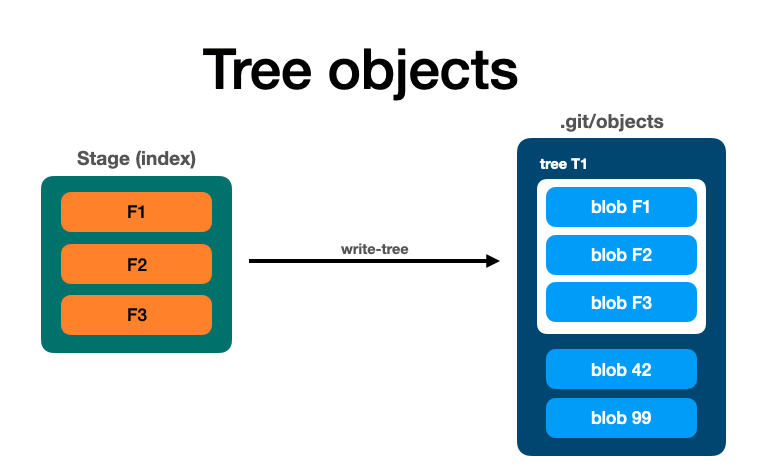 Tree objects
Stage (index)
F1
F2
F3
write-tree
.git/objects
tree T1
blob F1
blob F2
blob F3
blob 42
blob 99